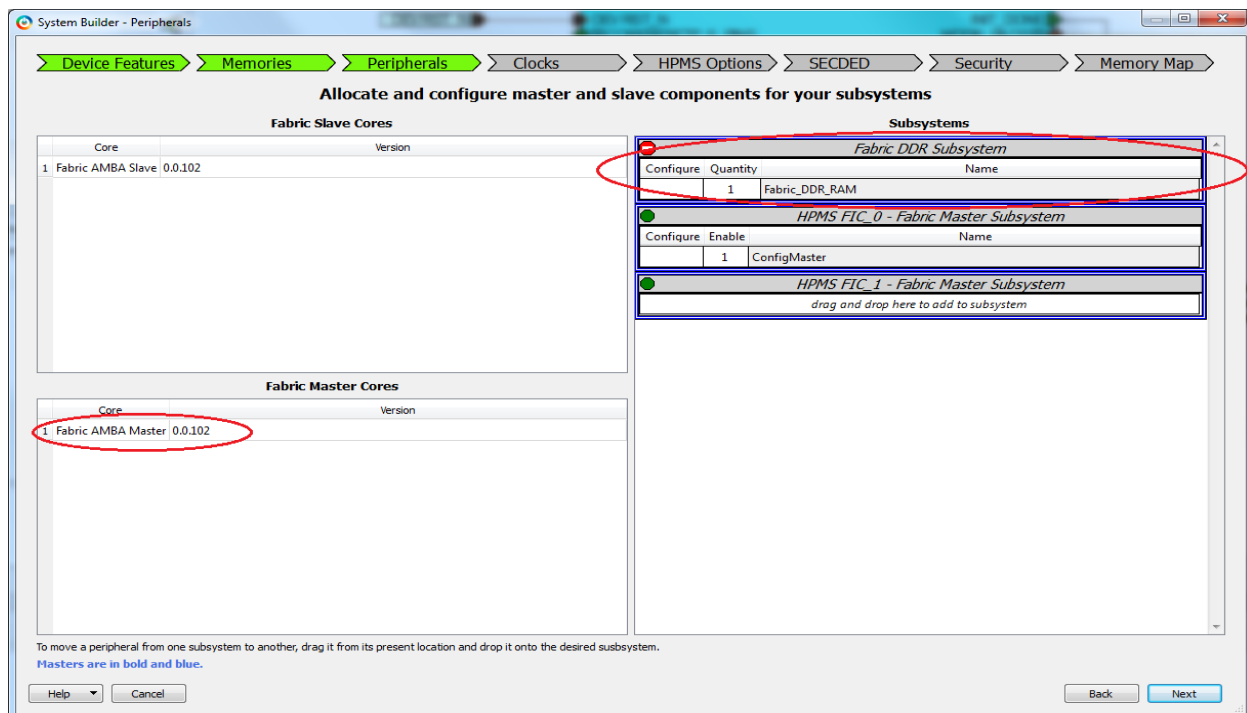 System Builder - Peripherals
Device Features Memories Peripherals Clocks HPMS Options SECDED Security Memory Map
Allocate and configure master and slave components for your subsystems
Fabric Slave Cores
Core Version
1 Fabric AMBA Slave 0.0.102
Fabric Master Cores
Core Version
1 Fabric AMBA Master 0.0.102
Subsystems
Fabric DDR Subsystem
Configure Quantity Name
1 Fabric_DDR_RAM
HPMS FIC_0 - Fabric Master Subsystem
Configure Enable Name
1 ConfigMaster
HPMS FIC_1 - Fabric Master Subsystem
drag and drop here to add to subsystem
To move a peripheral from one subsystem to another, drag it from its present location and drop it onto the desired susbsystem.
Masters are in bold and blue.
Help Cancel Back Next